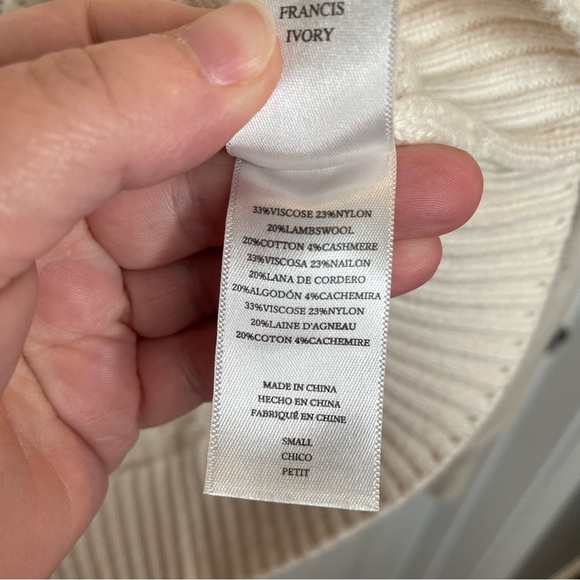 FRANCIS
IVORY
33%VISCOSE 23%NYLON
20%LAMBSWOOL
20%COTTON 4%CASHMERE
33%VISCOSA 23%NAILON
20%LANA DE CORDERO
20%ALGODÓN 4%CACHEMIRA
33%VISCOSE 23%NYLON
20%LAINE D'AGNEAU
20%COTON 4%CACHEMIRE
MADE IN CHINA
HECHO EN CHINA
FABRIQUÉ EN CHINE
SMALL
CHICO
PETIT